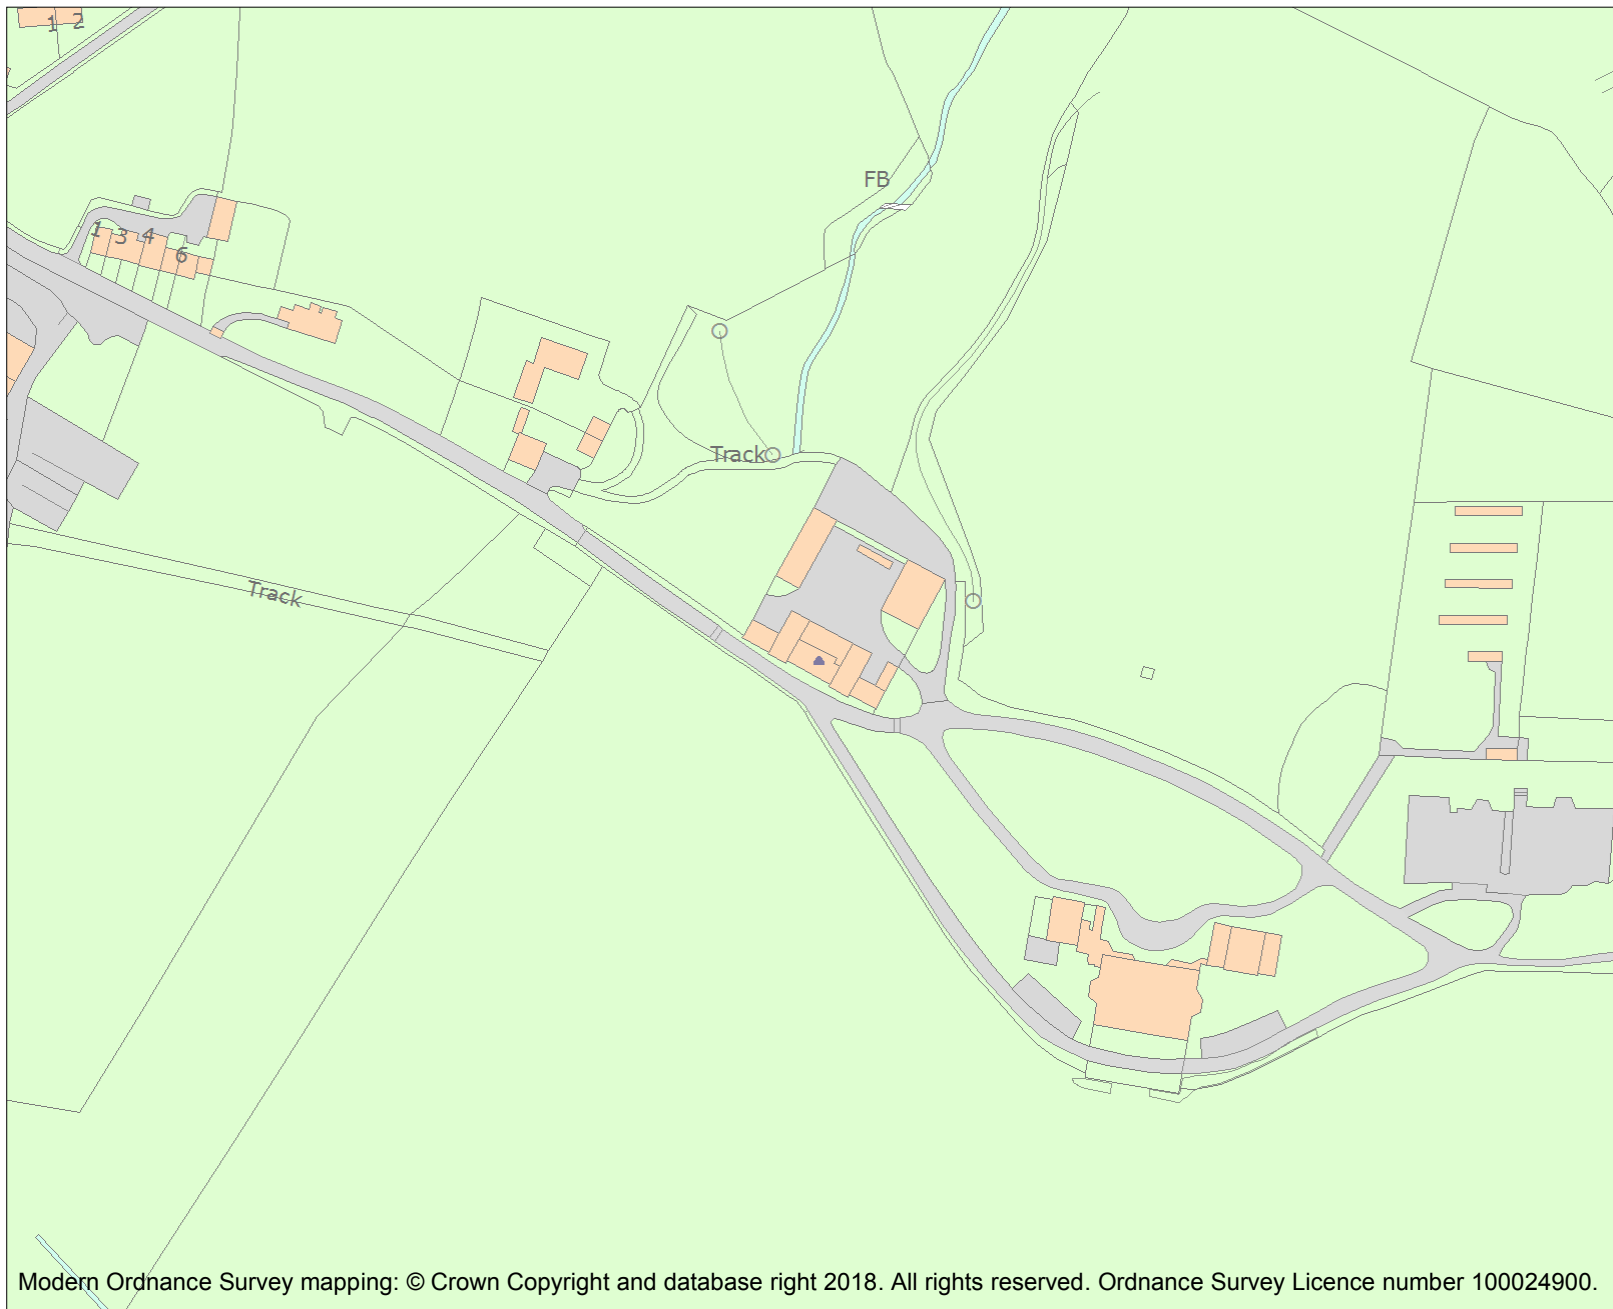 1 2
FB
1 3 4
6
Track
Track
Modern Ordnance Survey mapping: © Crown Copyright and database right 2018. All rights reserved. Ordnance Survey Licence number 100024900.